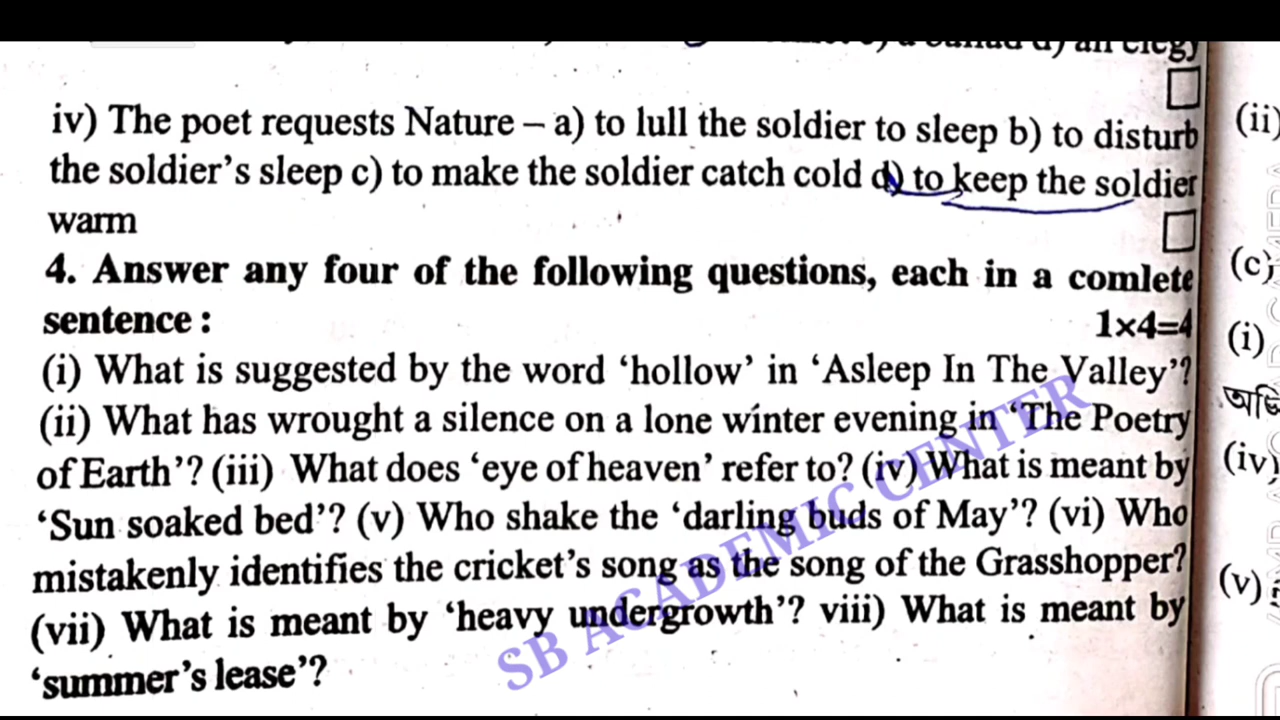 d) an elegy
iv) The poet requests Nature – a) to lull the soldier to sleep b) to disturb
the soldier's sleep c) to make the soldier catch cold d) to keep the soldier
warm
4. Answer any four of the following questions, each in a comlete
sentence : 1×4=4
(i) What is suggested by the word 'hollow' in 'Asleep In The Valley'?
(ii) What has wrought a silence on a lone winter evening in 'The Poetry
of Earth'? (iii) What does 'eye of heaven' refer to? (iv) What is meant by
'Sun soaked bed'? (v) Who shake the 'darling buds of May'? (vi) Who
mistakenly identifies the cricket's song as the song of the Grasshopper?
(vii) What is meant by 'heavy undergrowth'? viii) What is meant by
'summer's lease'?
SB ACADEMIC CENTER
(ii)
(c)
(i)
(iv)
(v)